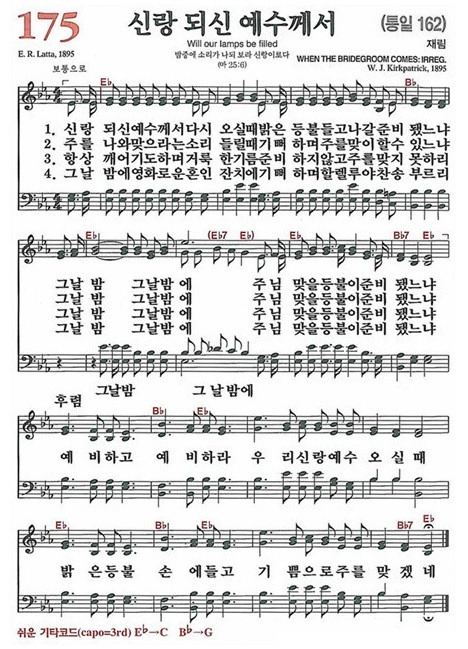 175
신랑 되신 예수께서
(통일 162)
E. R. Latta, 1895
Will our lamps be filled
재림
밤중에 소리가 나되 보라 신랑이로다
(마 25:6)
WHEN THE BRIDEGROOM COMES: IRREG.
W. J. Kirkpatrick, 1895
보통으로
E♭ B♭
1. 신랑 되신예수께서다시 오실때밝은 등불들고나갈준비 됐느냐
2. 주를 나와맞으라는소리 들릴때기뻐 하며주를맞이할수 있느냐
3. 항상 깨어기도하며거룩 한기름준비 하지않고주를맞지 못하리
4. 그날 밤에영화로운혼인 잔치에기뻐 하며할렐루야찬송 부르리
E♭ (E♭7 E♭) (E♭7 E♭) B♭7 E♭
그날 밤 그날밤 에 주님 맞을등불이준비 됐느냐
그날 밤 그날밤 에 주님 맞을등불이준비 됐느냐
그날 밤 그날밤 에 주님 맞을등불이준비 됐느냐
그날 밤 그날밤 에 주님 맞을등불이준비 됐느냐
그날밤 그 날밤에
후렴
B♭ E♭
예 비하고 예 비하라 우 리신랑예수 오 실 때
E♭ B♭ E♭ B♭7 E♭
밝 은등불 손 에들고 기 쁨으로주를 맞 겠 네
쉬운 기타코드(capo=3rd) E♭→C B♭→G